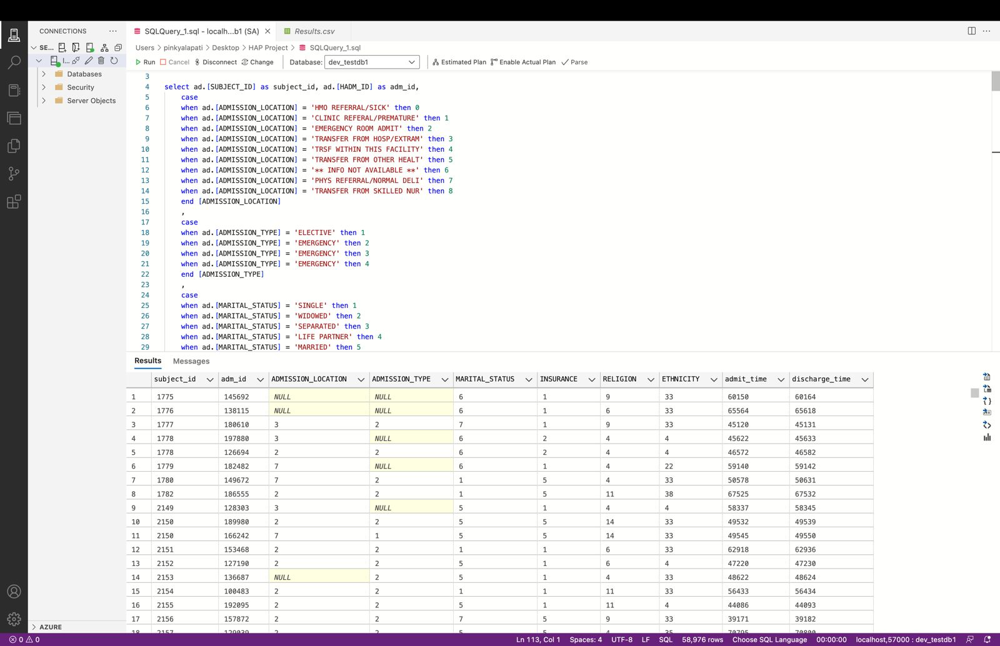 CONNECTIONS ...
SQLQuery_1.sql - localh...b1 (SA)
Results.csv
SE...
Users > pinkyalapati > Desktop > HAP Project > SQLQuery_1.sql
Run Cancel Disconnect Change Database: dev_testdb1 Estimated Plan Enable Actual Plan Parse
Databases
Security
Server Objects
3
4 select ad.[SUBJECT_ID] as subject_id, ad.[HADM_ID] as adm_id,
5 case
6 when ad.[ADMISSION_LOCATION] = 'HMO REFERRAL/SICK' then 0
7 when ad.[ADMISSION_LOCATION] = 'CLINIC REFERAL/PREMATURE' then 1
8 when ad.[ADMISSION_LOCATION] = 'EMERGENCY ROOM ADMIT' then 2
9 when ad.[ADMISSION_LOCATION] = 'TRANSFER FROM HOSP/EXTRAM' then 3
10 when ad.[ADMISSION_LOCATION] = 'TRSF WITHIN THIS FACILITY' then 4
11 when ad.[ADMISSION_LOCATION] = 'TRANSFER FROM OTHER HEALT' then 5
12 when ad.[ADMISSION_LOCATION] = '** INFO NOT AVAILABLE **' then 6
13 when ad.[ADMISSION_LOCATION] = 'PHYS REFERRAL/NORMAL DELI' then 7
14 when ad.[ADMISSION_LOCATION] = 'TRANSFER FROM SKILLED NUR' then 8
15 end [ADMISSION_LOCATION]
16 ,
17 case
18 when ad.[ADMISSION_TYPE] = 'ELECTIVE' then 1
19 when ad.[ADMISSION_TYPE] = 'EMERGENCY' then 2
20 when ad.[ADMISSION_TYPE] = 'EMERGENCY' then 3
21 when ad.[ADMISSION_TYPE] = 'EMERGENCY' then 4
22 end [ADMISSION_TYPE]
23 ,
24 case
25 when ad.[MARITAL_STATUS] = 'SINGLE' then 1
26 when ad.[MARITAL_STATUS] = 'WIDOWED' then 2
27 when ad.[MARITAL_STATUS] = 'SEPARATED' then 3
28 when ad.[MARITAL_STATUS] = 'LIFE PARTNER' then 4
29 when ad.[MARITAL_STATUS] = 'MARRIED' then 5
Results Messages
subject_id adm_id ADMISSION_LOCATION ADMISSION_TYPE MARITAL_STATUS INSURANCE RELIGION ETHNICITY admit_time discharge_time
1 1775 145692 NULL NULL 6 1 9 33 60150 60164
2 1776 138115 NULL NULL 6 1 6 33 65564 65618
3 1777 180610 3 2 7 1 9 33 45120 45131
4 1778 197880 3 NULL 6 2 4 4 45622 45633
5 1778 126694 2 2 6 2 4 4 46572 46582
6 1779 182482 7 NULL 6 1 4 22 59140 59142
7 1780 149672 7 2 1 5 4 33 50578 50631
8 1782 186555 2 2 1 5 11 38 67525 67532
9 2149 128303 3 NULL 5 1 4 4 58337 58345
10 2150 189980 2 2 5 5 14 33 49532 49539
11 2150 166242 7 1 5 5 14 33 49545 49550
12 2151 153468 2 2 1 1 6 33 62918 62936
13 2152 127190 2 2 5 1 6 4 47220 47230
14 2153 136687 NULL 2 5 1 4 33 48622 48624
15 2154 100483 2 2 1 1 11 33 56433 56434
16 2155 192095 2 2 5 1 11 4 44086 44093
17 2156 157872 2 2 7 5 9 33 39171 39182
AZURE
0 0 Ln 113, Col 1 Spaces: 4 UTF-8 LF SQL 58,976 rows Choose SQL Language 00:00:00 localhost,57000 : dev_testdb1